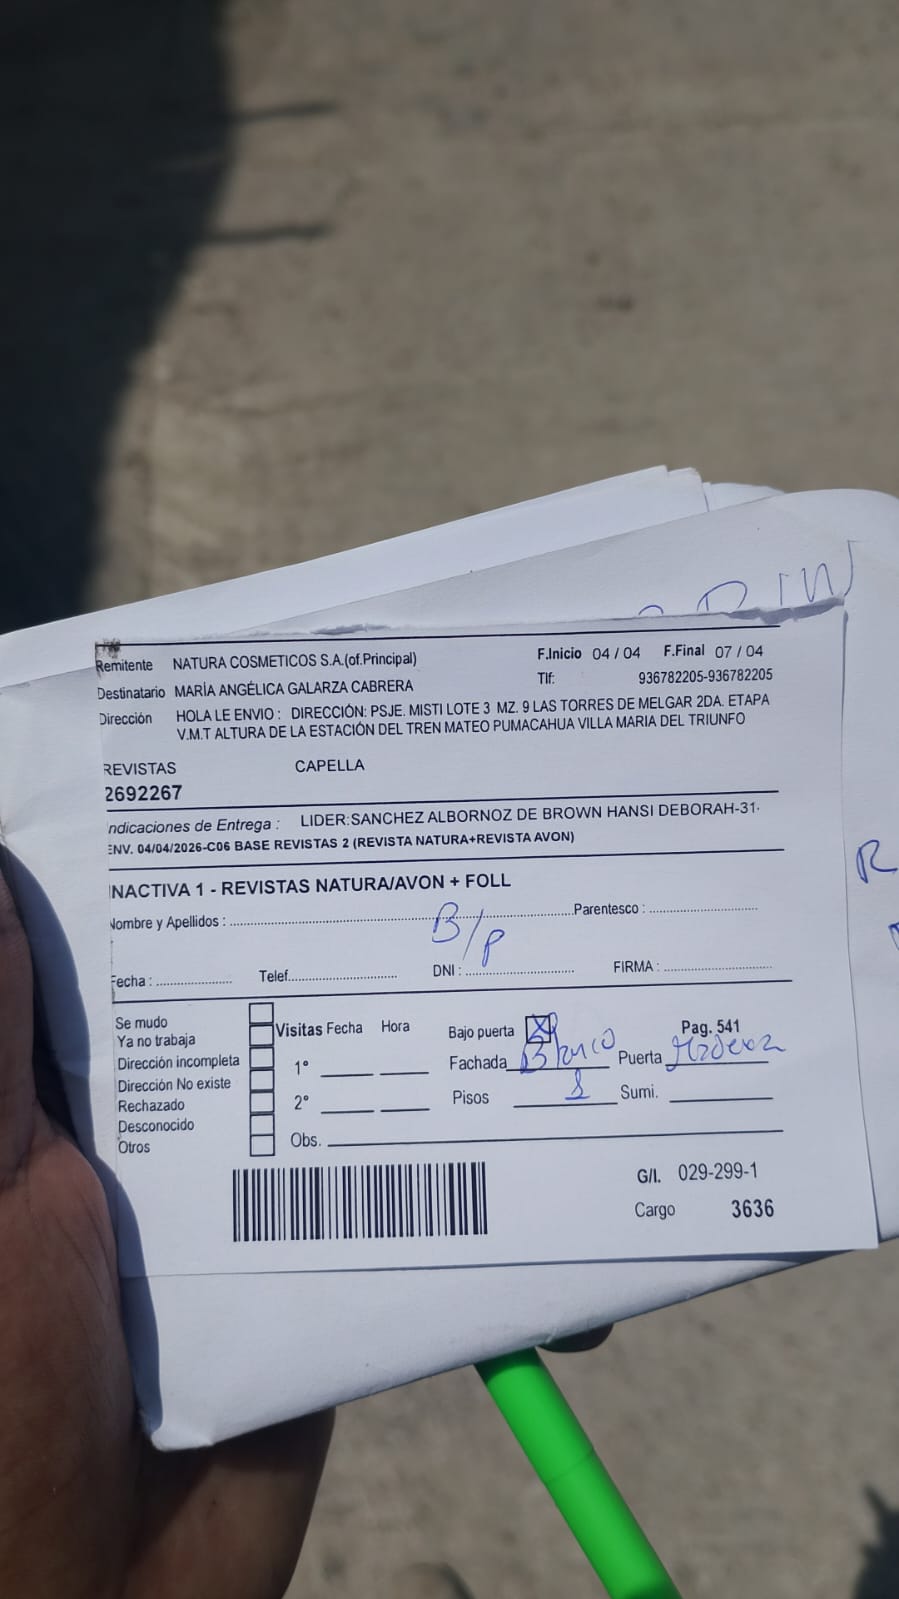 DIW
Remitente NATURA COSMETICOS S.A.(of.Principal) F.Inicio 04 / 04 F.Final 07 / 04
Destinatario MARÍA ANGÉLICA GALARZA CABRERA Tlf: 936782205-936782205
Dirección HOLA LE ENVIO : DIRECCIÓN: PSJE. MISTI LOTE 3 MZ. 9 LAS TORRES DE MELGAR 2DA. ETAPA
V.M.T ALTURA DE LA ESTACIÓN DEL TREN MATEO PUMACAHUA VILLA MARIA DEL TRIUNFO
REVISTAS CAPELLA
2692267
ndicaciones de Entrega : LIDER:SANCHEZ ALBORNOZ DE BROWN HANSI DEBORAH-31-
ENV. 04/04/2026-C06 BASE REVISTAS 2 (REVISTA NATURA+REVISTA AVON)
R
INACTIVA 1 - REVISTAS NATURA/AVON + FOLL
Nombre y Apellidos : Parentesco :
B/P
Fecha : Telef. DNI : FIRMA :
Se mudo
Ya no trabaja
Dirección incompleta
Dirección No existe
Rechazado
Desconocido
Otros
Visitas Fecha Hora
1°
2°
Obs.
Bajo puerta X Pag. 541
Fachada Blanco Puerta Madera
Pisos Sumi.
G/I. 029-299-1
Cargo 3636